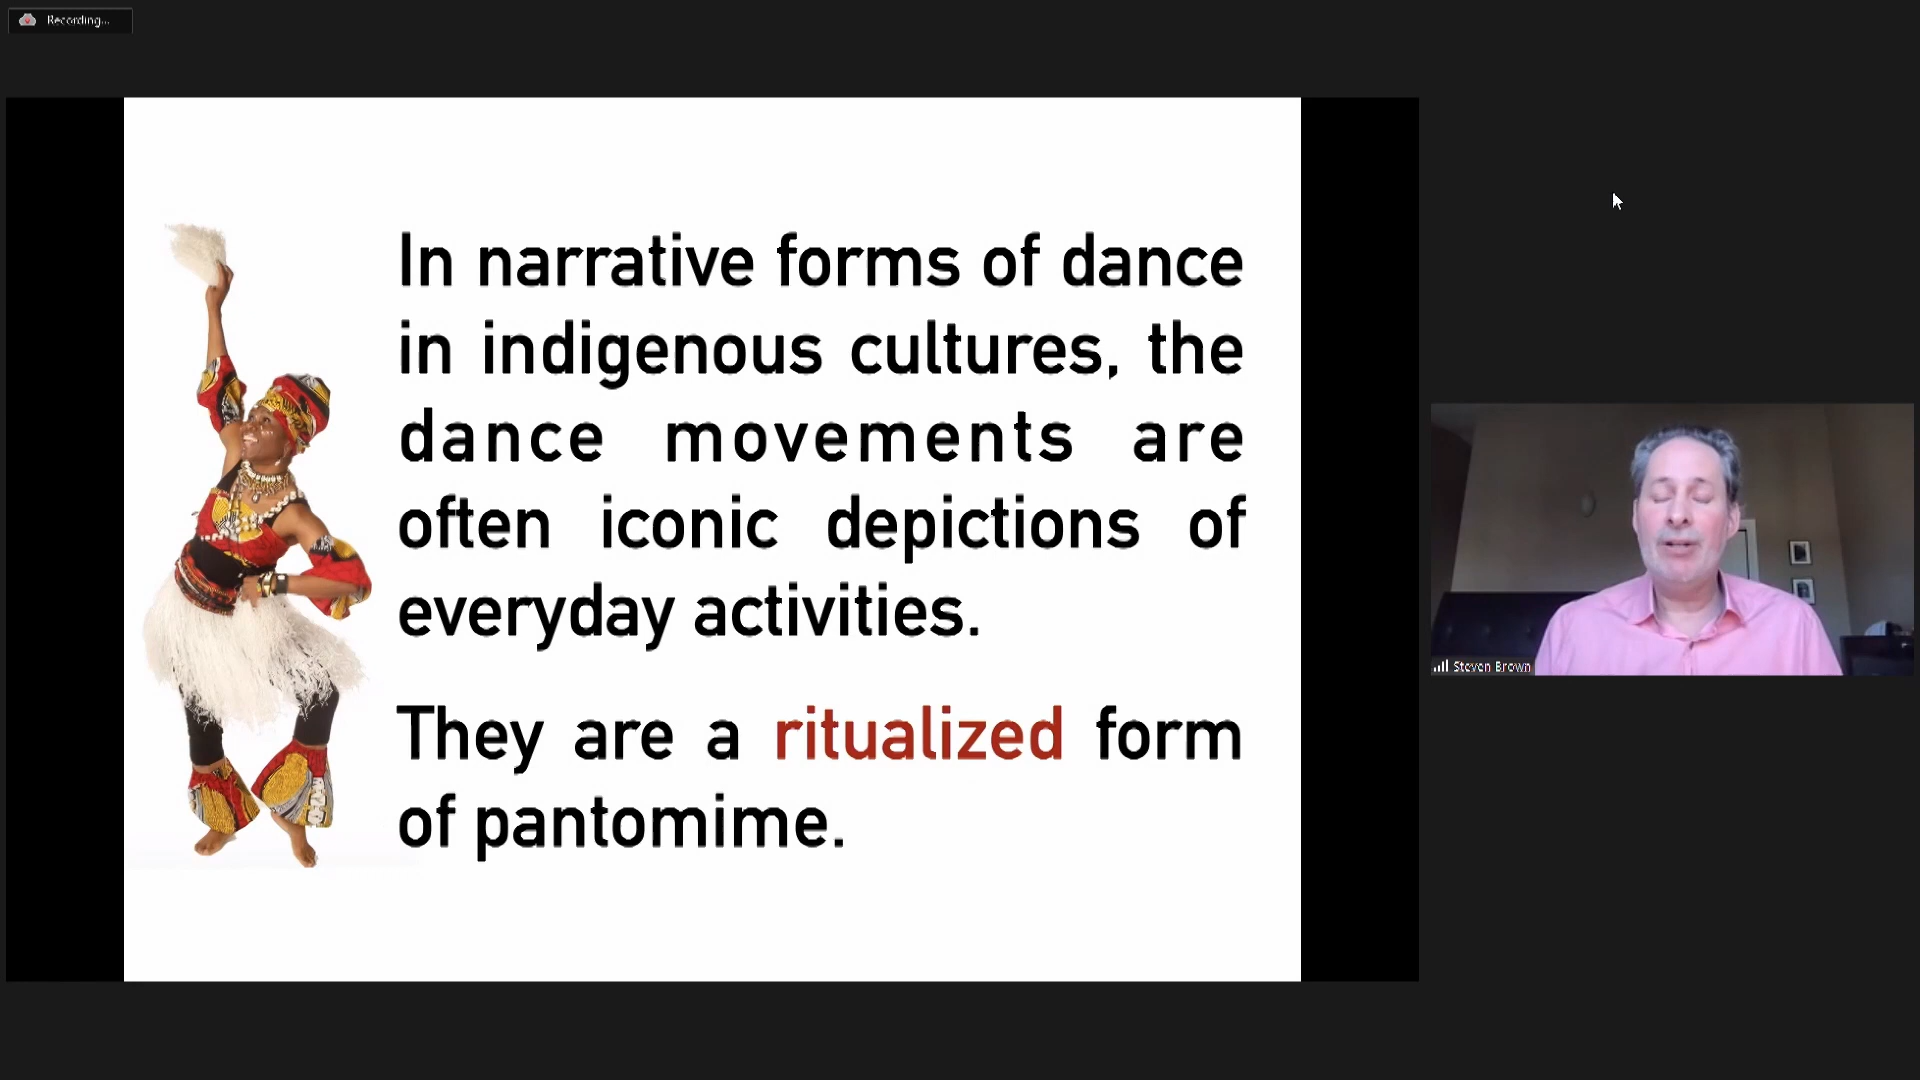 Recording...
In narrative forms of dance
in indigenous cultures, the
dance movements are
often iconic depictions of
everyday activities.
They are a ritualized form
of pantomime.
Steven Brown